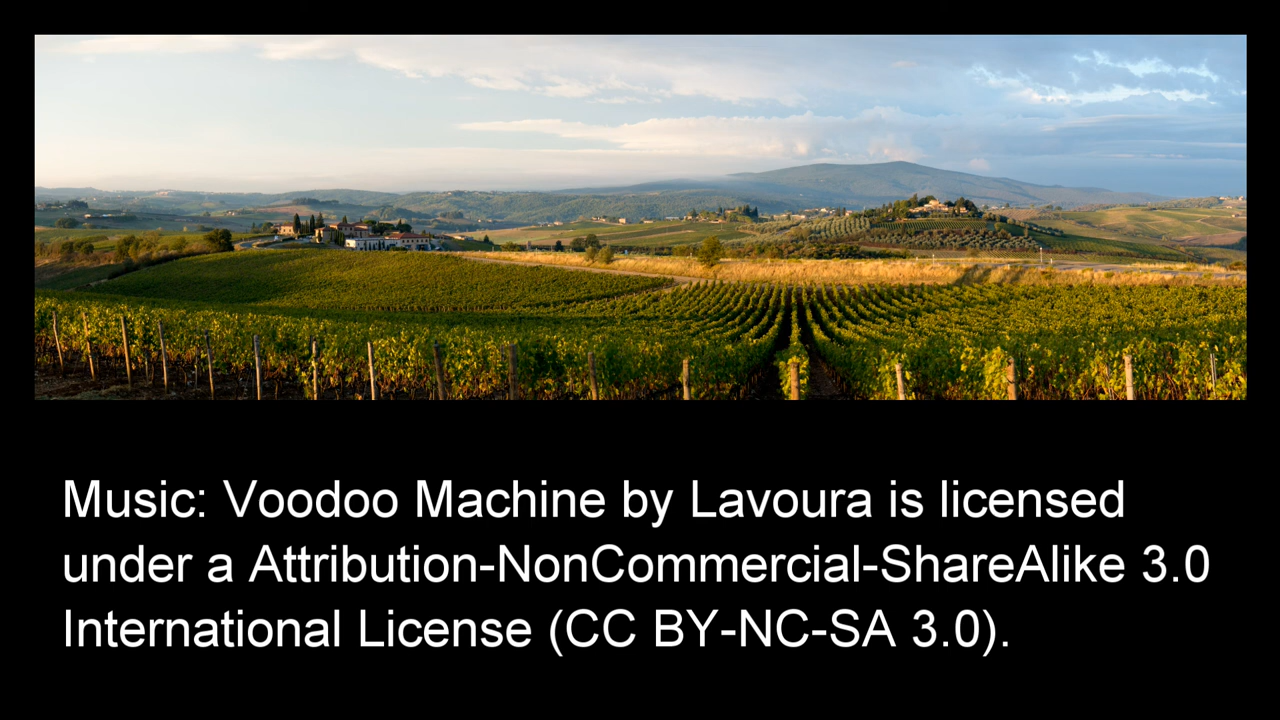 Music: Voodoo Machine by Lavoura is licensed
under a Attribution-NonCommercial-ShareAlike 3.0
International License (CC BY-NC-SA 3.0).